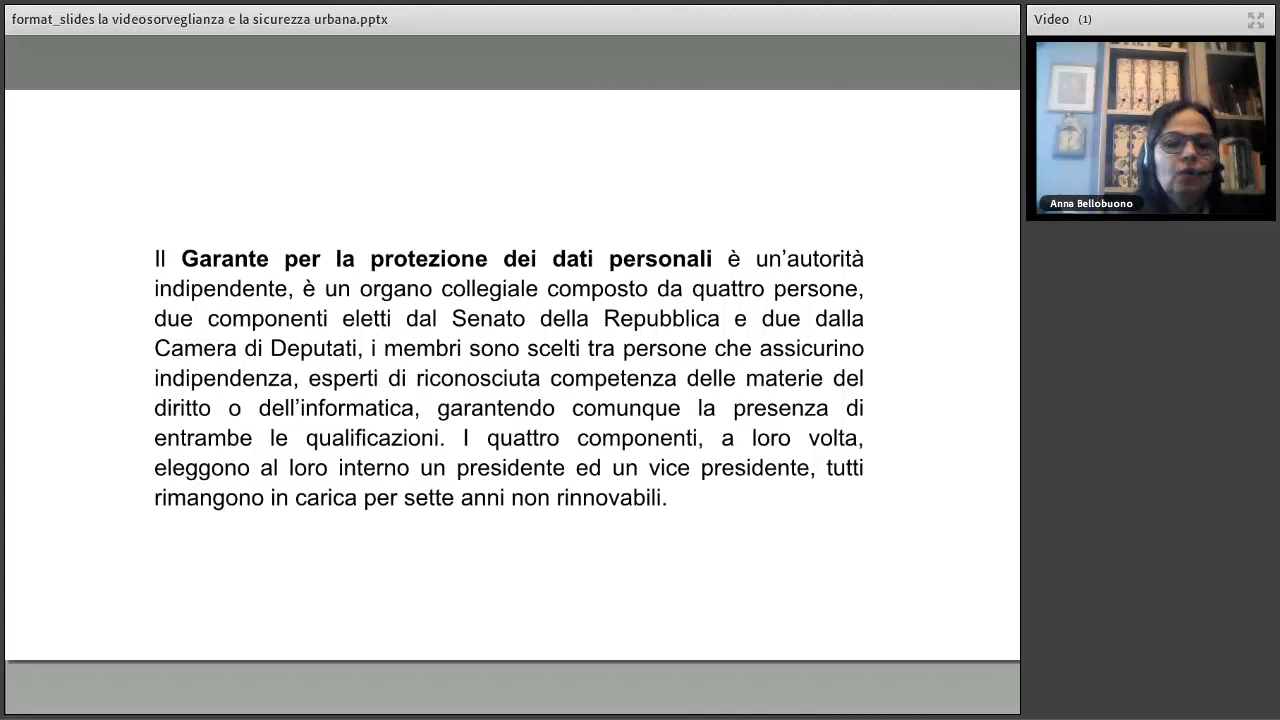 format_slides la videosorveglianza e la sicurezza urbana.pptx
Video (1)
Anna Bellobuono
Il Garante per la protezione dei dati personali è un’autorità
indipendente, è un organo collegiale composto da quattro persone,
due componenti eletti dal Senato della Repubblica e due dalla
Camera di Deputati, i membri sono scelti tra persone che assicurino
indipendenza, esperti di riconosciuta competenza delle materie del
diritto o dell’informatica, garantendo comunque la presenza di
entrambe le qualificazioni. I quattro componenti, a loro volta,
eleggono al loro interno un presidente ed un vice presidente, tutti
rimangono in carica per sette anni non rinnovabili.